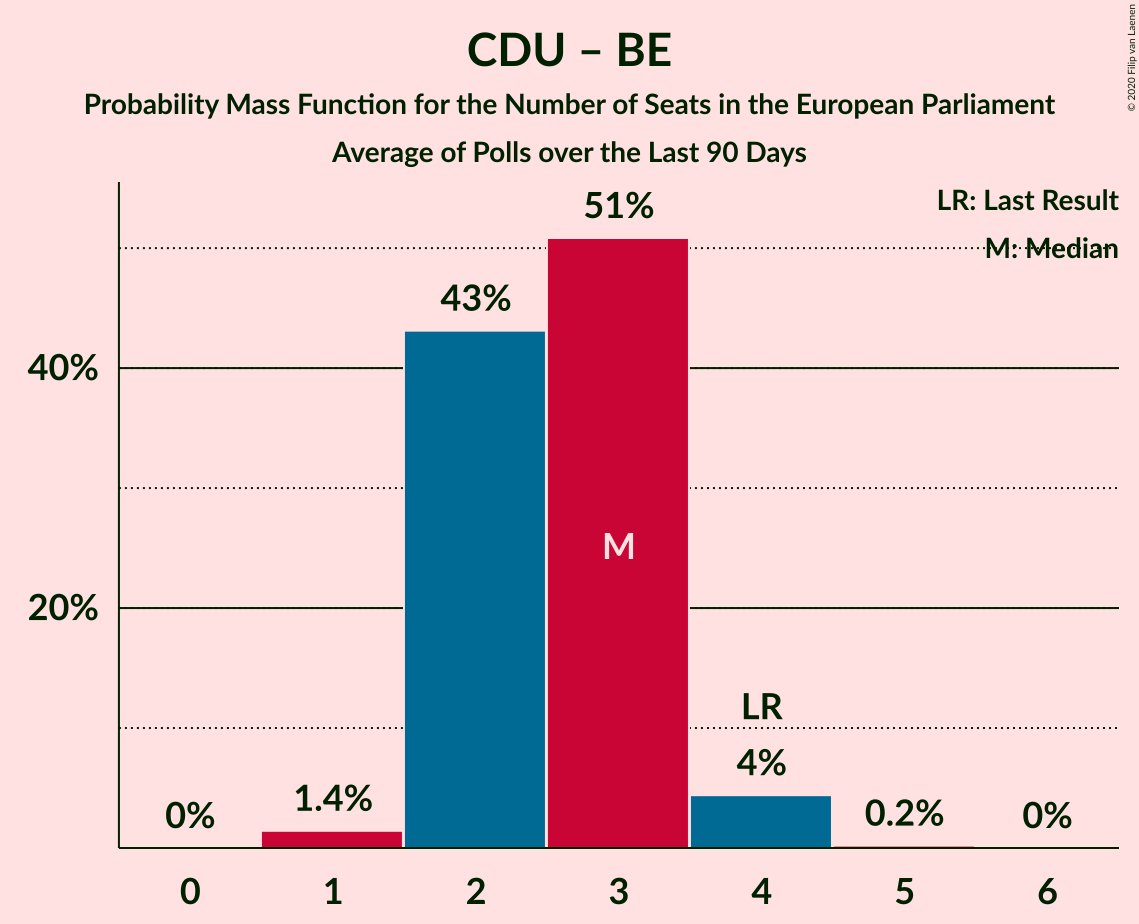 CDU – BE
Probability Mass Function for the Number of Seats in the European Parliament
Average of Polls over the Last 90 Days
© 2020 Filip van Laenen
LR: Last Result
M: Median
51%
43%
40%
M
20%
LR
4%
1.4%
0%
0.2%
0%
0 1 2 3 4 5 6